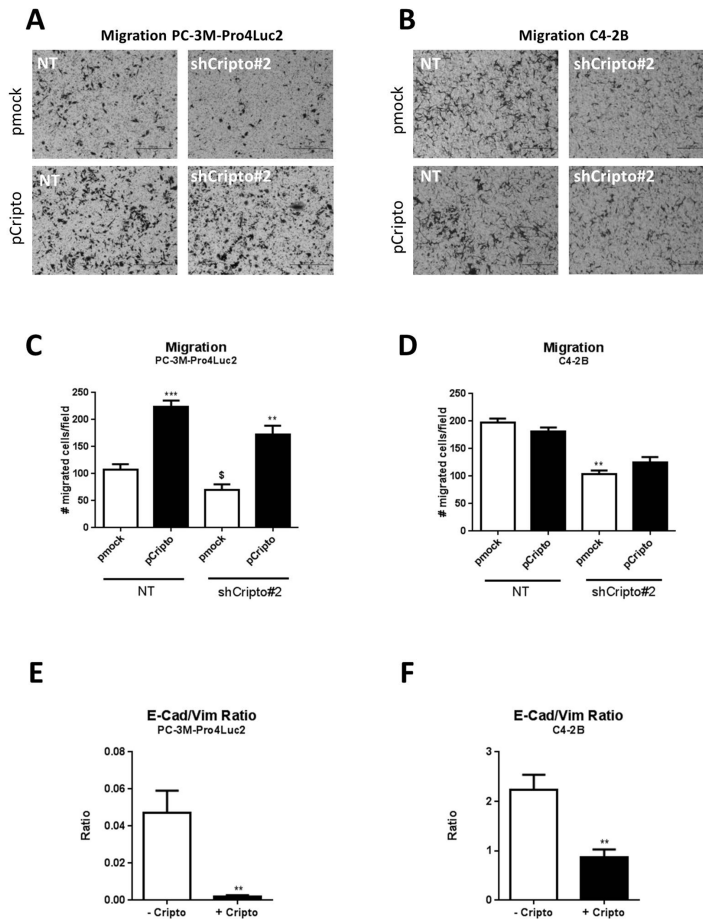 A
Migration PC-3M-Pro4Luc2
B
Migration C4-2B
pmock
NT
shCripto#2
pmock
NT
shCripto#2
pCripto
NT
shCripto#2
pCripto
NT
shCripto#2
C
Migration
PC-3M-Pro4Luc2
# migrated cells/field
250
200
150
100
50
0
***
$
**
pmock
pCripto
pmock
pCripto
NT
shCripto#2
D
Migration
C4-2B
# migrated cells/field
250
200
150
100
50
0
**
pmock
pCripto
pmock
pCripto
NT
shCripto#2
E
E-Cad/Vim Ratio
PC-3M-Pro4Luc2
Ratio
0.08
0.06
0.04
0.02
0.00
**
- Cripto
+ Cripto
F
E-Cad/Vim Ratio
C4-2B
Ratio
3
2
1
0
**
- Cripto
+ Cripto